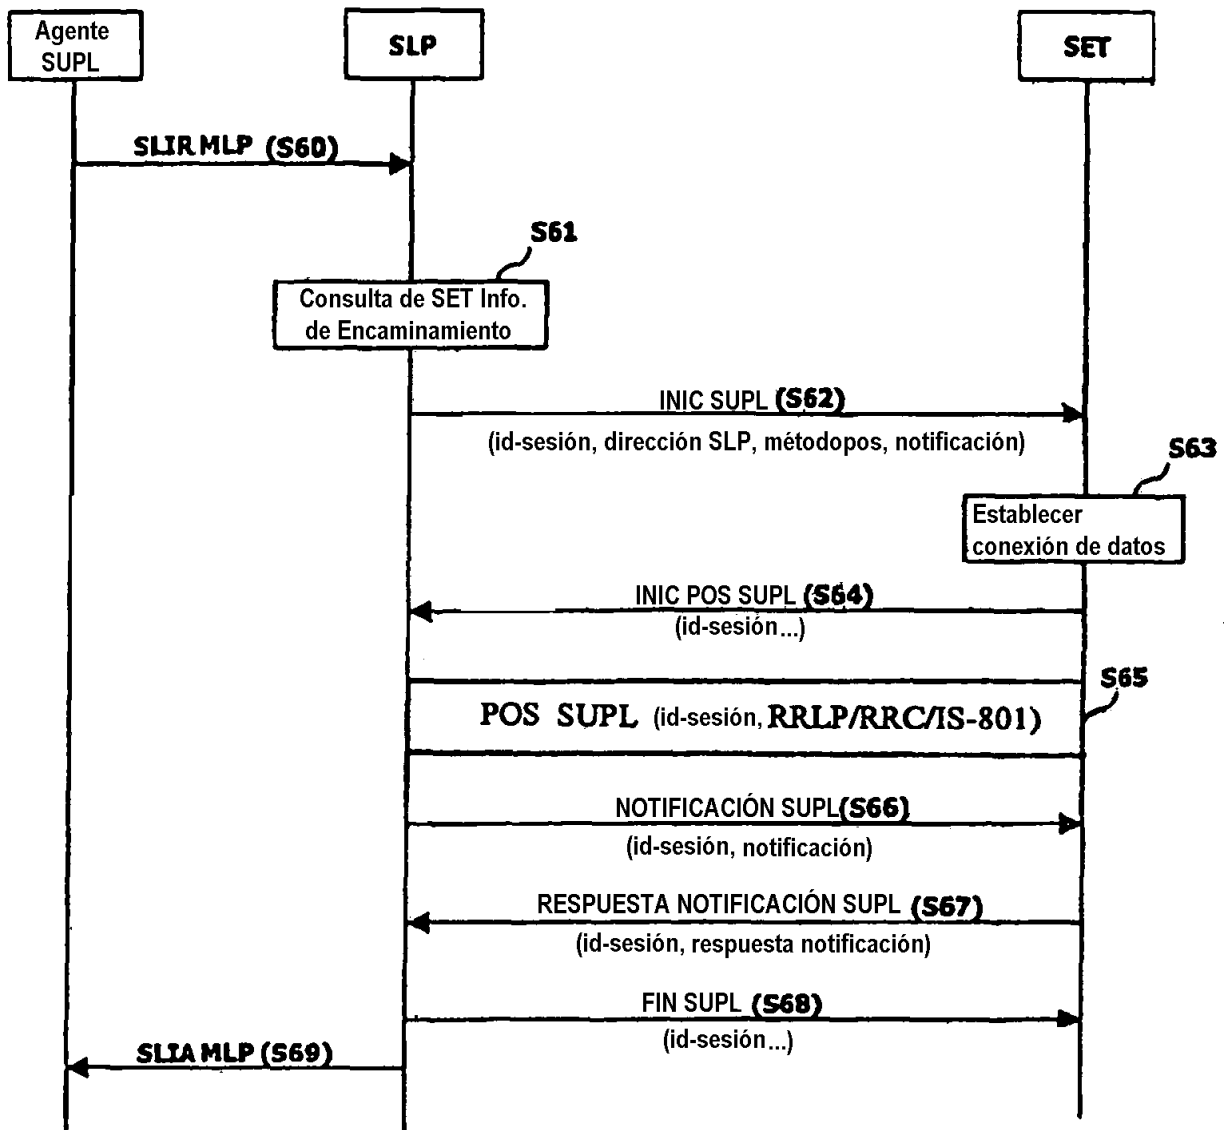 Agente
SUPL
SLP
SET
SLIR MLP (S60)
S61
Consulta de SET Info.
de Encaminamiento
INIC SUPL (S62)
(id-sesión, dirección SLP, métodopos, notificación)
S63
Establecer
conexión de datos
INIC POS SUPL (S64)
(id-sesión...)
S65
POS SUPL (id-sesión, RRLP/RRC/IS-801)
NOTIFICACIÓN SUPL(S66)
(id-sesión, notificación)
RESPUESTA NOTIFICACIÓN SUPL (S67)
(id-sesión, respuesta notificación)
FIN SUPL (S68)
(id-sesión...)
SLIA MLP (S69)